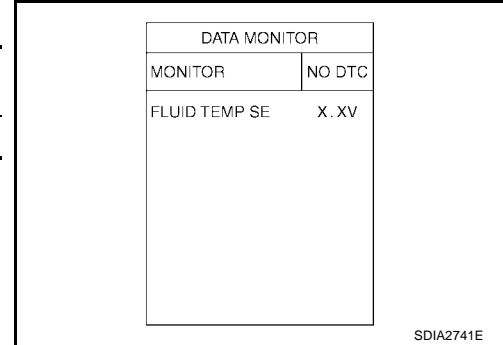 DATA MONITOR
MONITOR NO DTC
FLUID TEMP SE X.XV
SDIA2741E